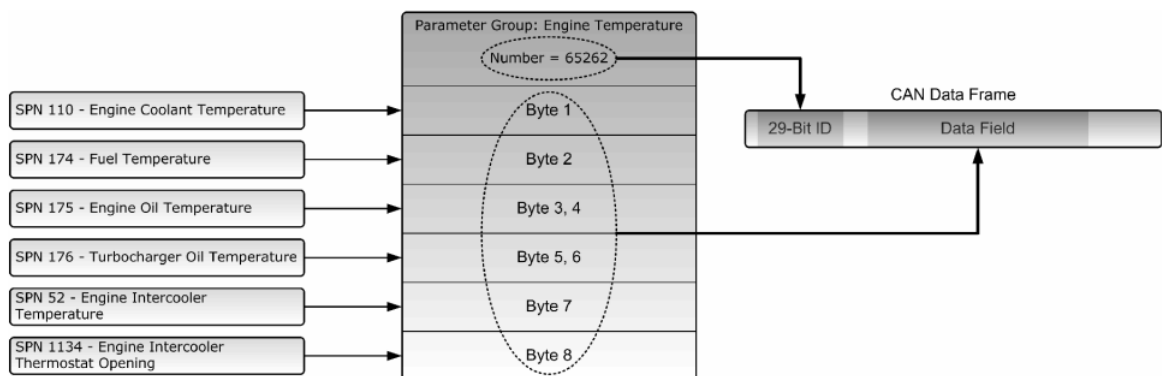 Parameter Group: Engine Temperature
Number = 65262
SPN 110 - Engine Coolant Temperature
Byte 1
SPN 174 - Fuel Temperature
Byte 2
SPN 175 - Engine Oil Temperature
Byte 3, 4
SPN 176 - Turbocharger Oil Temperature
Byte 5, 6
SPN 52 - Engine Intercooler
Temperature
Byte 7
SPN 1134 - Engine Intercooler
Thermostat Opening
Byte 8
CAN Data Frame
29-Bit ID
Data Field